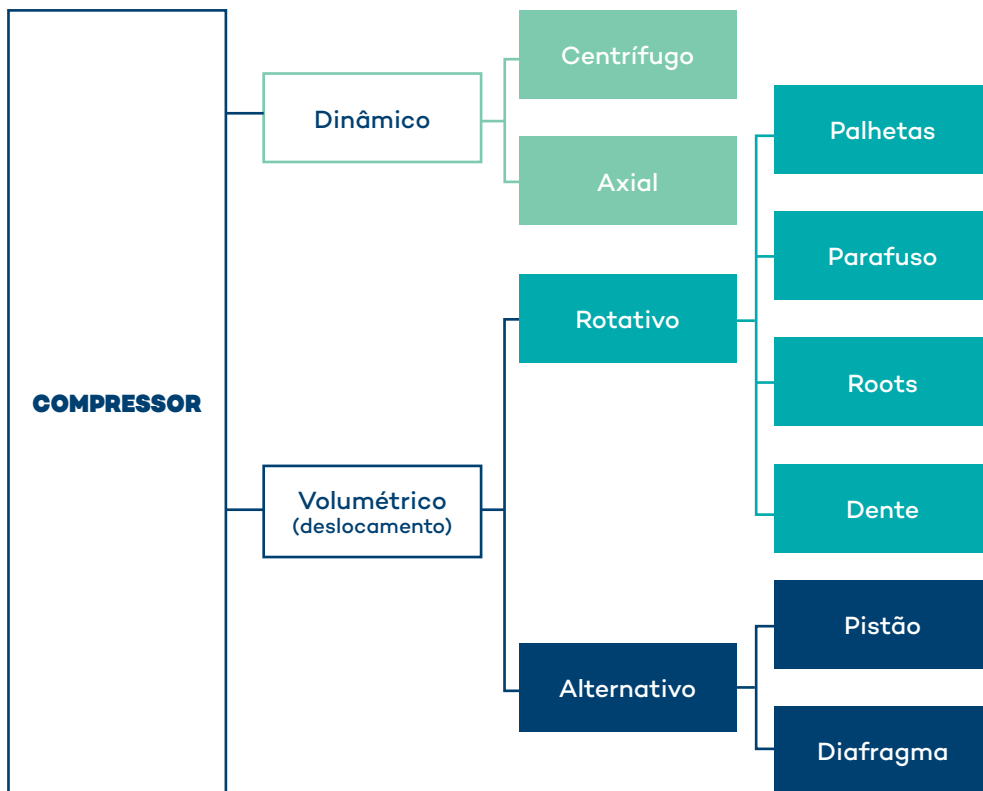 COMPRESSOR
Dinâmico
Centrífugo
Axial
Volumétrico
(deslocamento)
Rotativo
Palhetas
Parafuso
Roots
Dente
Alternativo
Pistão
Diafragma